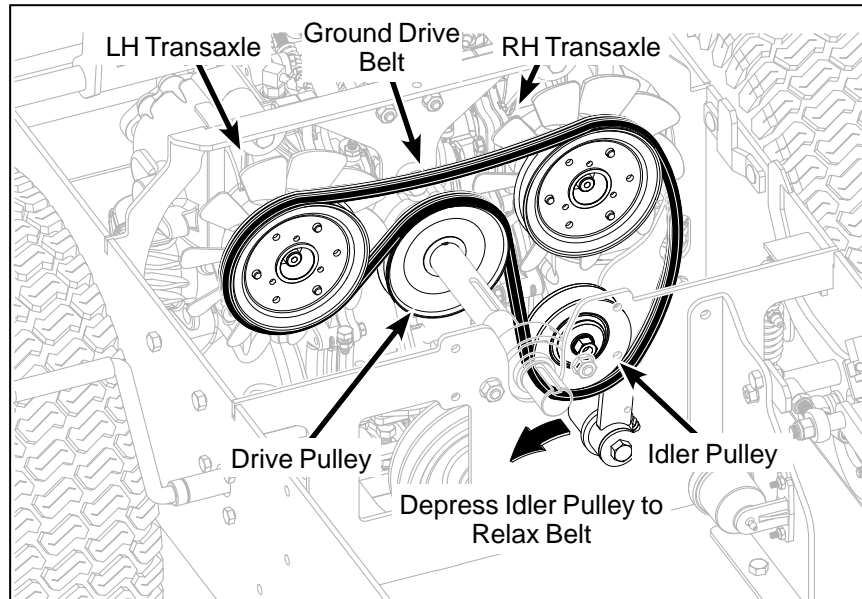 LH Transaxle
Ground Drive
Belt
RH Transaxle
Drive Pulley
Idler Pulley
Depress Idler Pulley to
Relax Belt